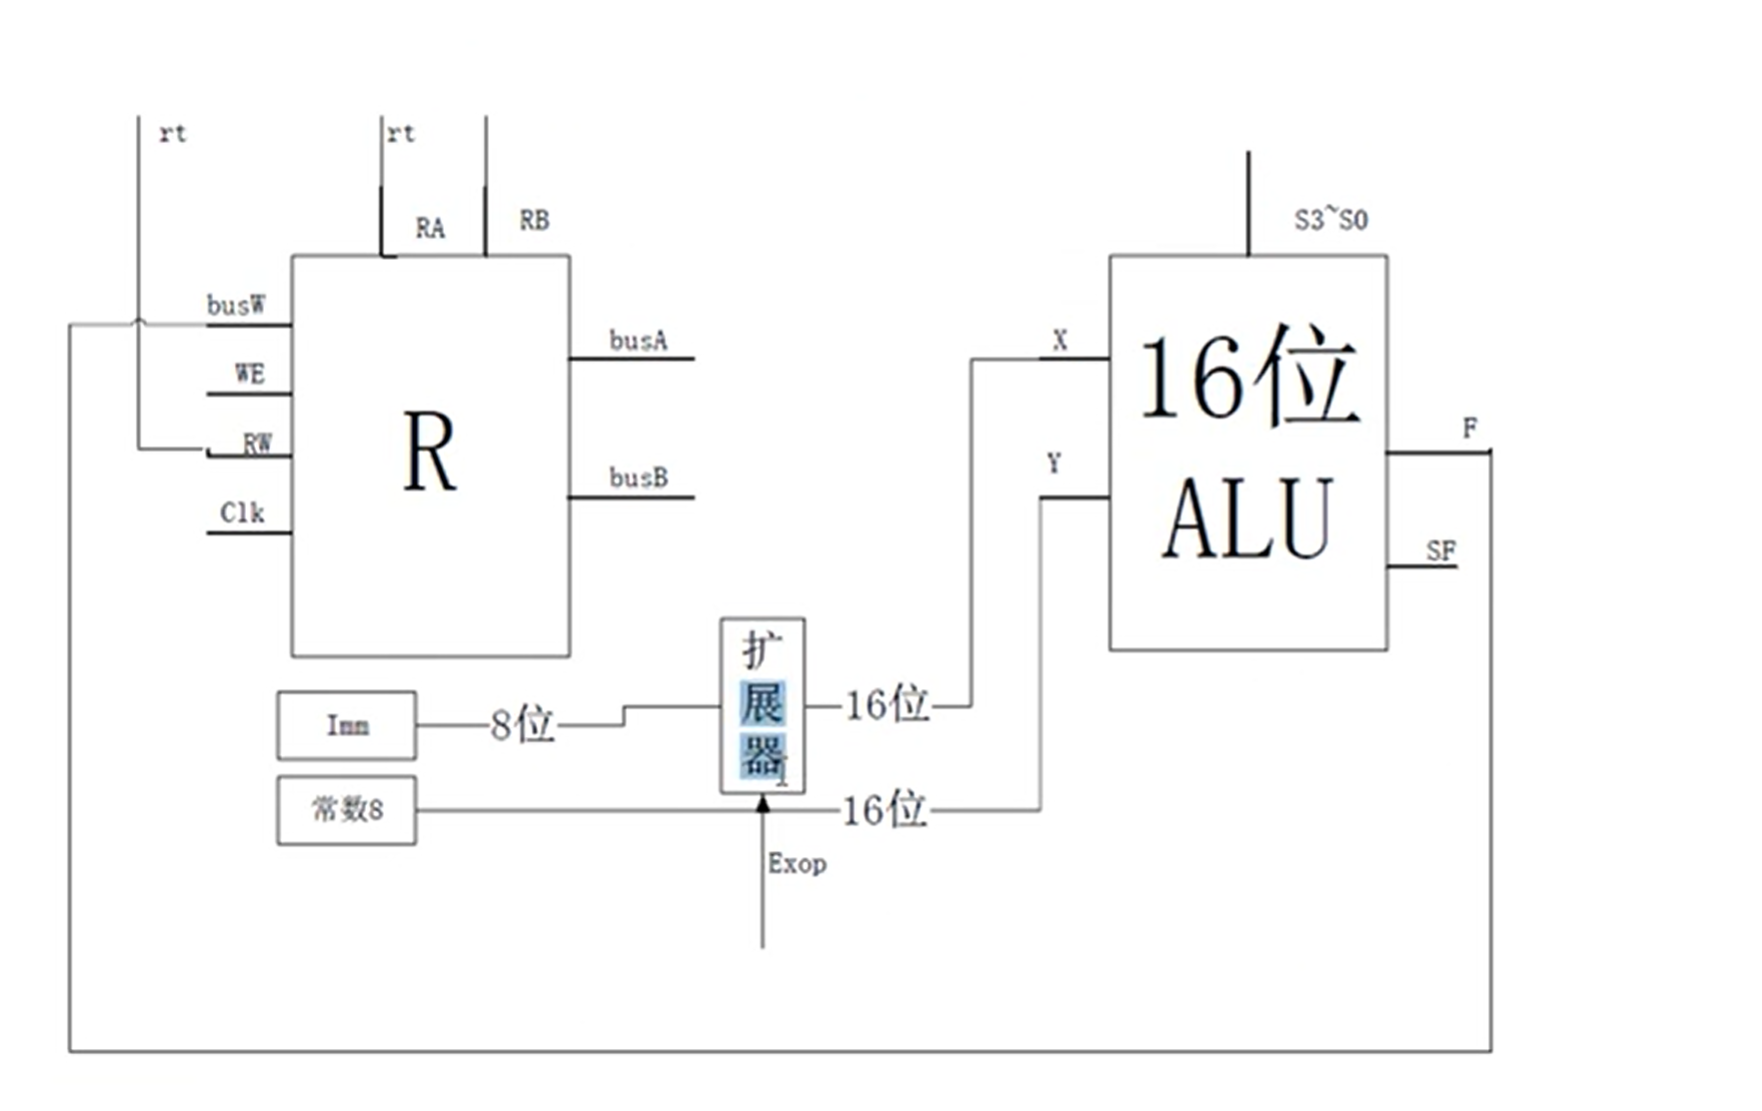 rt
rt
RA
RB
S3~S0
busW
WE
RW
Clk
R
busA
busB
X
Y
16位
ALU
F
SF
扩
展
器
Imm
8位
16位
常数8
16位
Exop